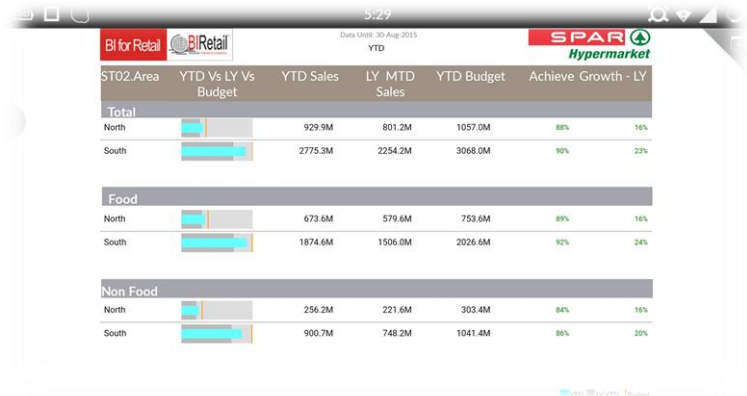 5:29
BI for Retail
BIRetail
Data Until: 30-Aug-2015
YTD
SPAR
Hypermarket
ST02.Area YTD Vs LY Vs Budget YTD Sales LY MTD Sales YTD Budget Achieve Growth - LY
Total
North 929.9M 801.2M 1057.0M 88% 16%
South 2775.3M 2254.2M 3068.0M 90% 23%
Food
North 673.6M 579.6M 753.6M 89% 16%
South 1874.6M 1506.0M 2026.6M 92% 24%
Non Food
North 256.2M 221.6M 303.4M 84% 16%
South 900.7M 748.2M 1041.4M 86% 20%